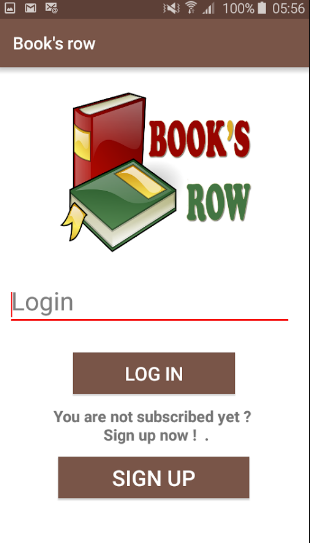 100% 05:56
Book's row
BOOK'S
ROW
Login
LOG IN
You are not subscribed yet ?
Sign up now ! .
SIGN UP